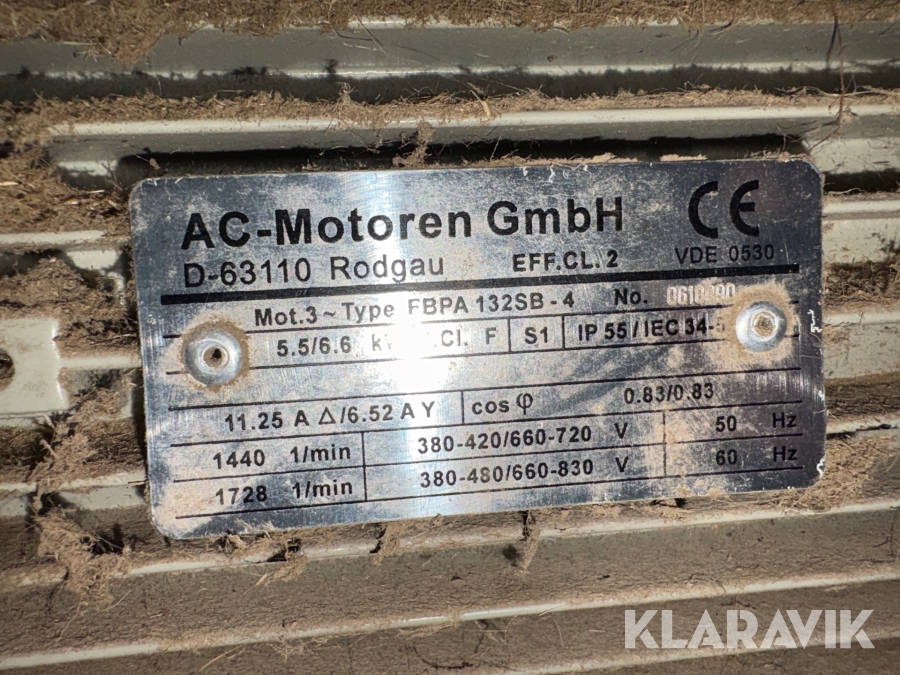 AC-Motoren GmbH CE
D-63110 Rodgau EFF.CL.2 VDE 0530
Mot.3~Type FBPA 132SB-4 No.
5.5/6.6 Cl. F S1 IP 55/IEC
11.25 A △/6.52 A Y cos φ 0.83/0.83
1440 1/min 380-420/660-720 V 50 Hz
1728 1/min 380-480/660-830 V 60 Hz
KLARAVIK